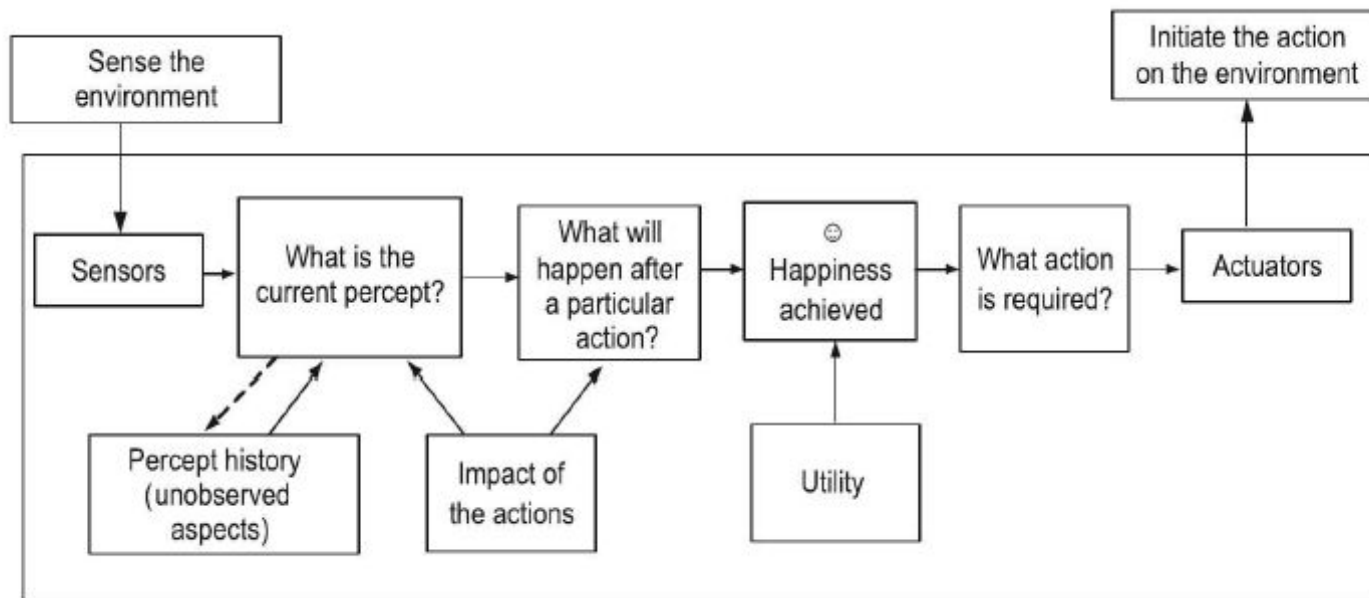 Sense the
environment
Initiate the action
on the environment
Sensors
What is the
current percept?
What will
happen after
a particular
action?
☺
Happiness
achieved
What action
is required?
Actuators
Percept history
(unobserved
aspects)
Impact of
the actions
Utility